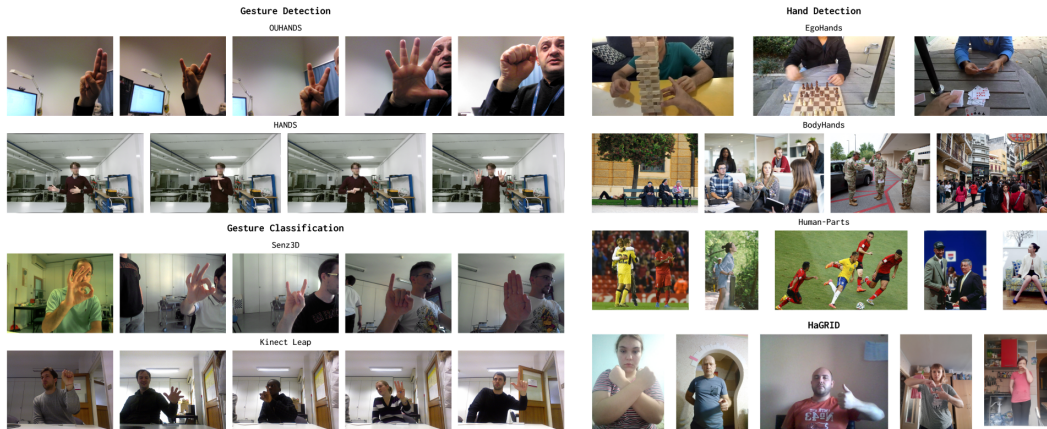 Gesture Detection
OUHANDS
HANDS
Gesture Classification
Senz3D
Kinect Leap
Hand Detection
EgoHands
BodyHands
Human-Parts
HaGRID